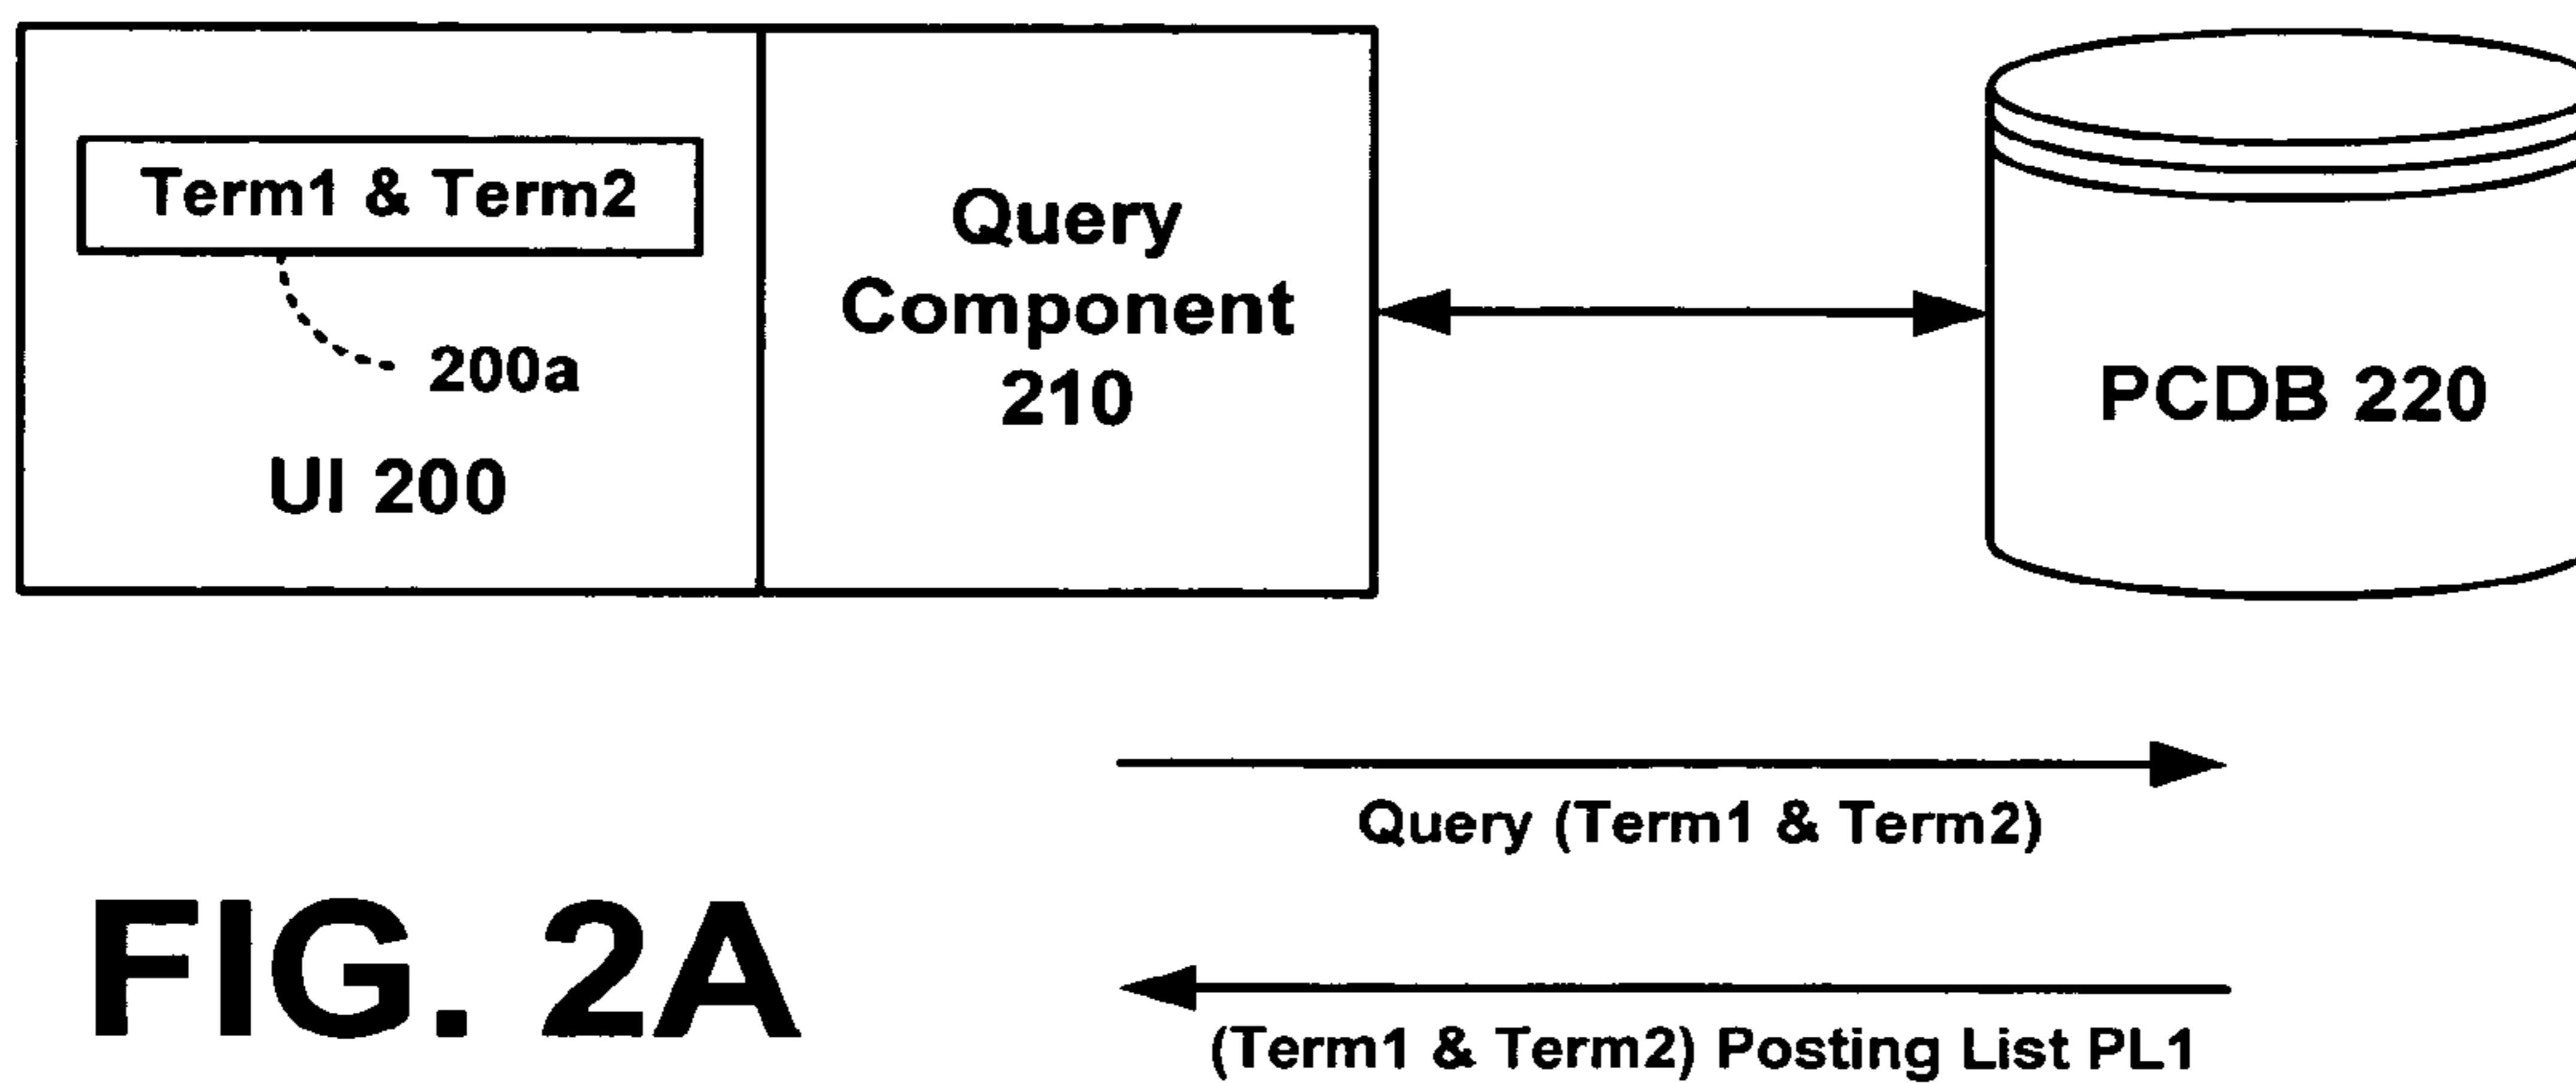 Term1 & Term2
200a
UI 200
Query
Component
210
PCDB 220
Query (Term1 & Term2)
(Term1 & Term2) Posting List PL1
FIG. 2A